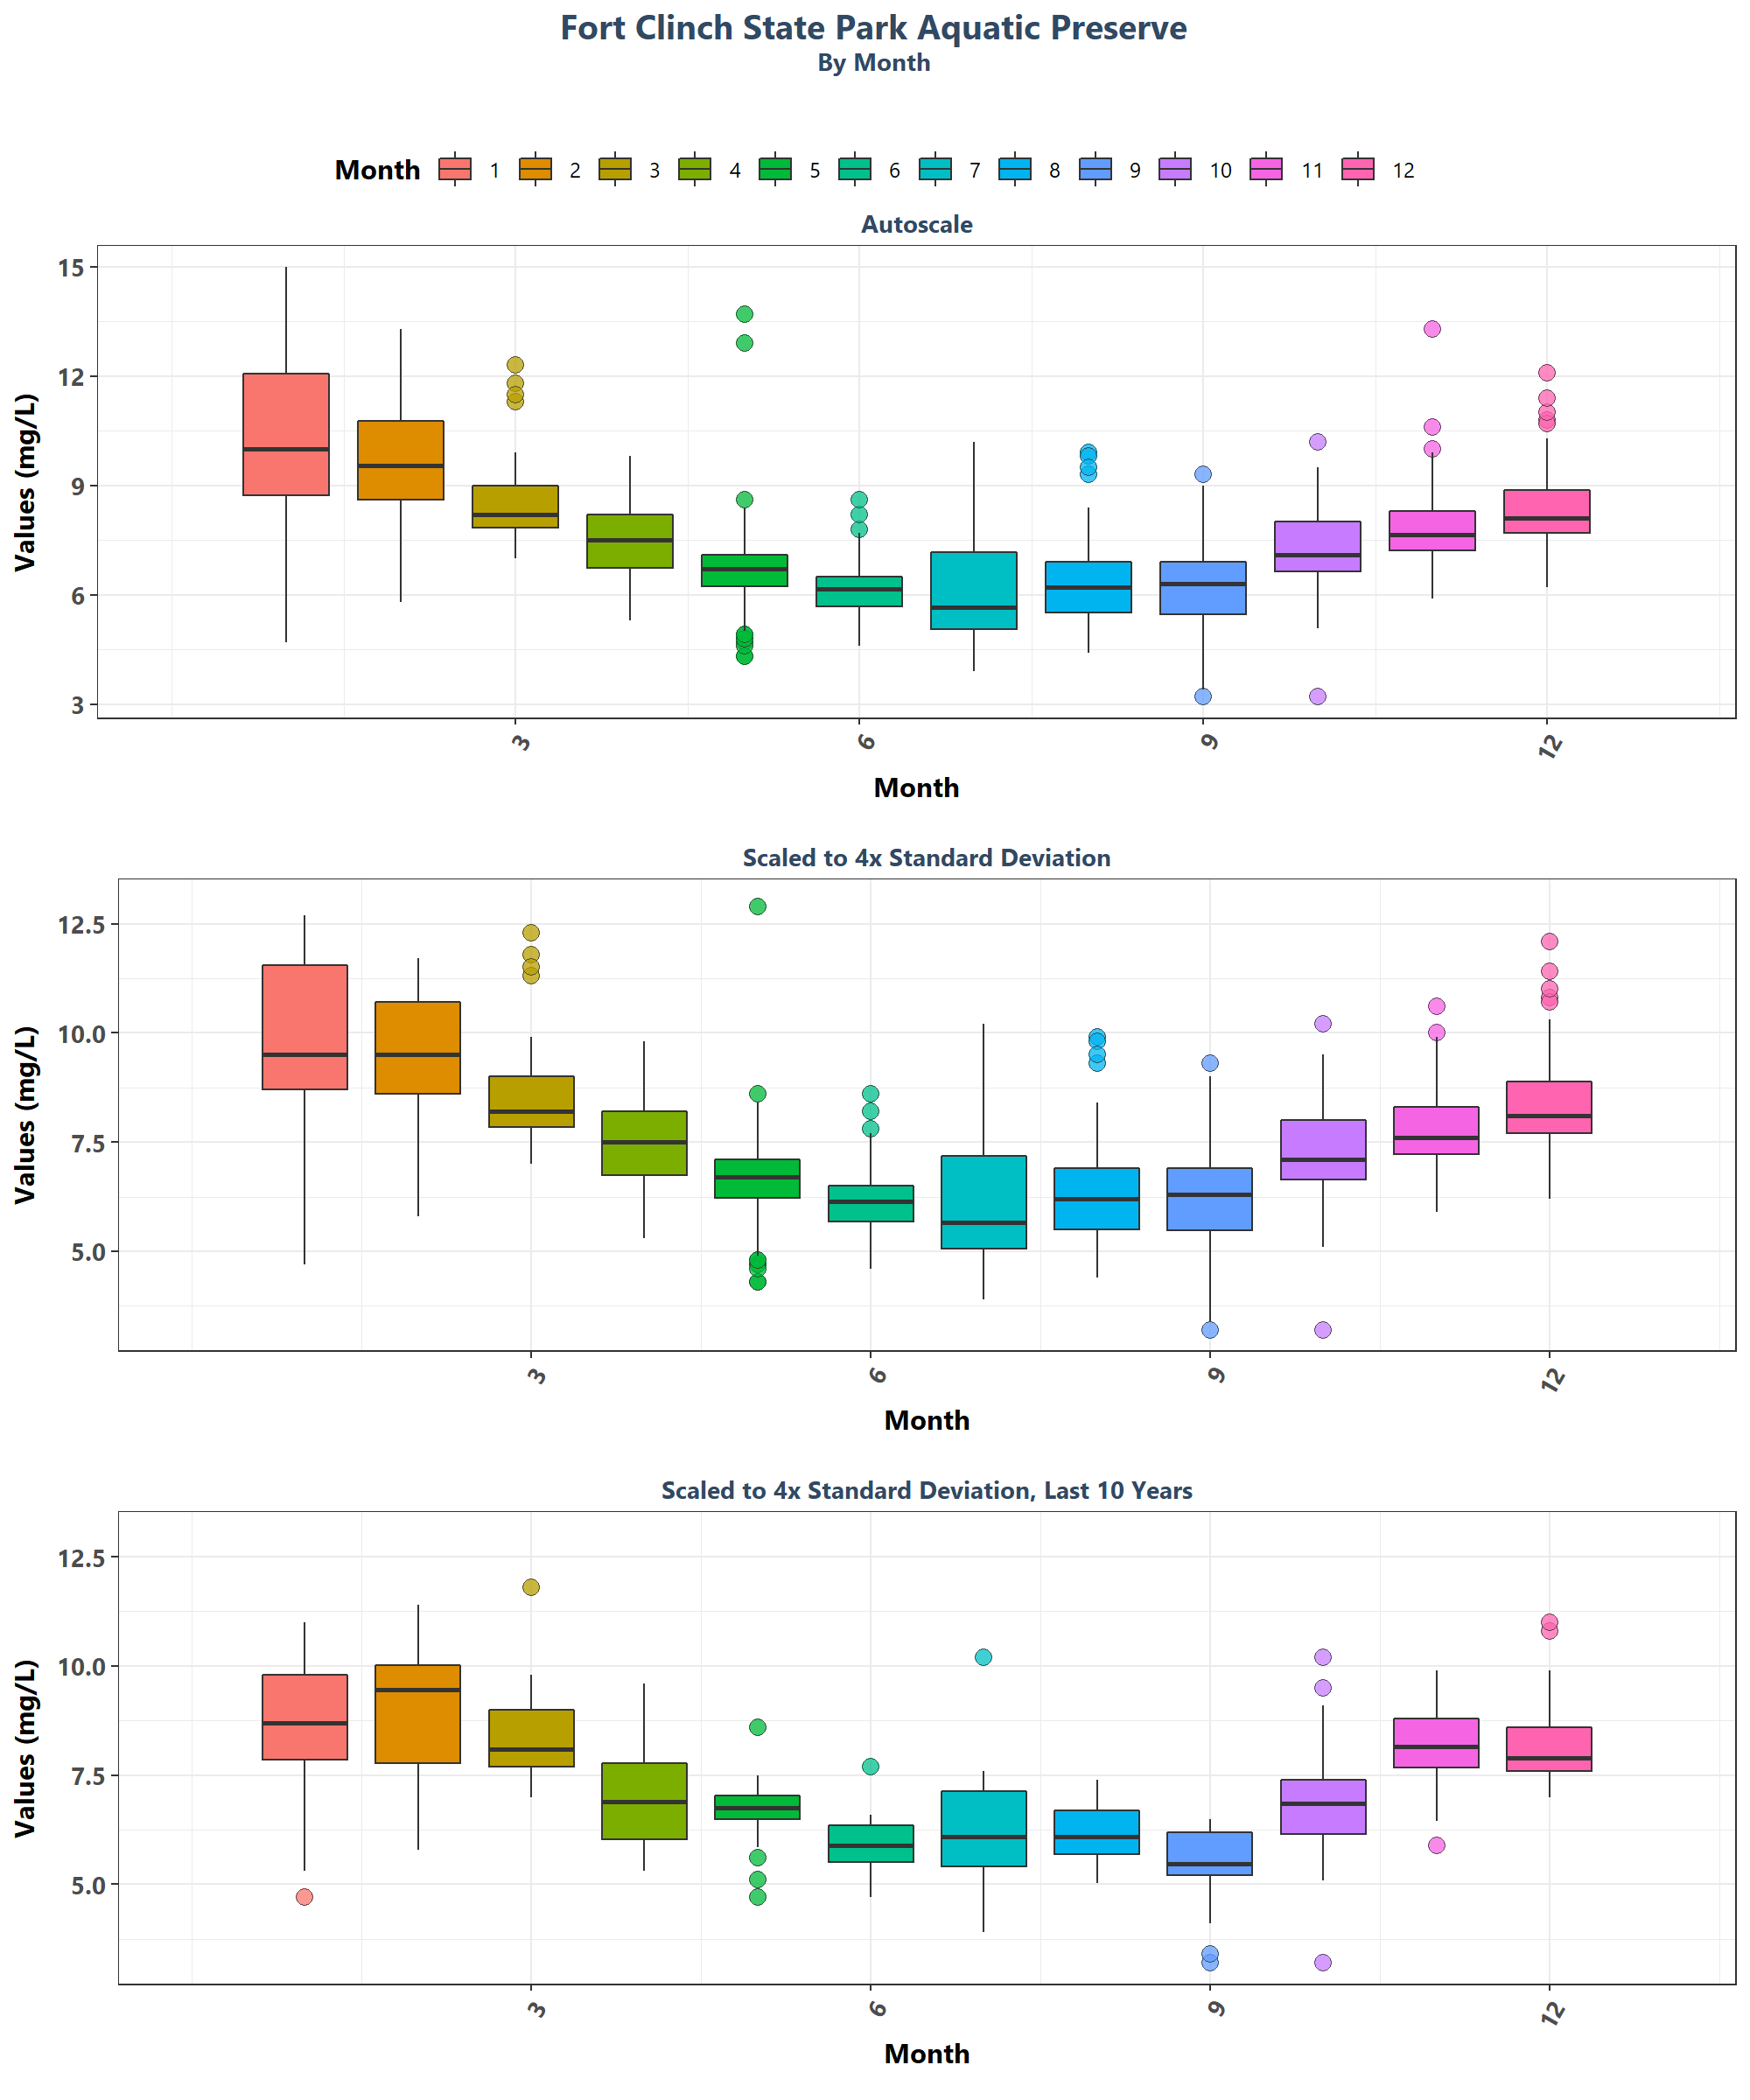 Fort Clinch State Park Aquatic Preserve
By Month
Month 1 2 3 4 5 6 7 8 9 10 11 12
Autoscale
Values (mg/L)
15
12
9
6
3
3 6 9 12
Month
Scaled to 4x Standard Deviation
Values (mg/L)
12.5
10.0
7.5
5.0
3 6 9 12
Month
Scaled to 4x Standard Deviation, Last 10 Years
Values (mg/L)
12.5
10.0
7.5
5.0
3 6 9 12
Month